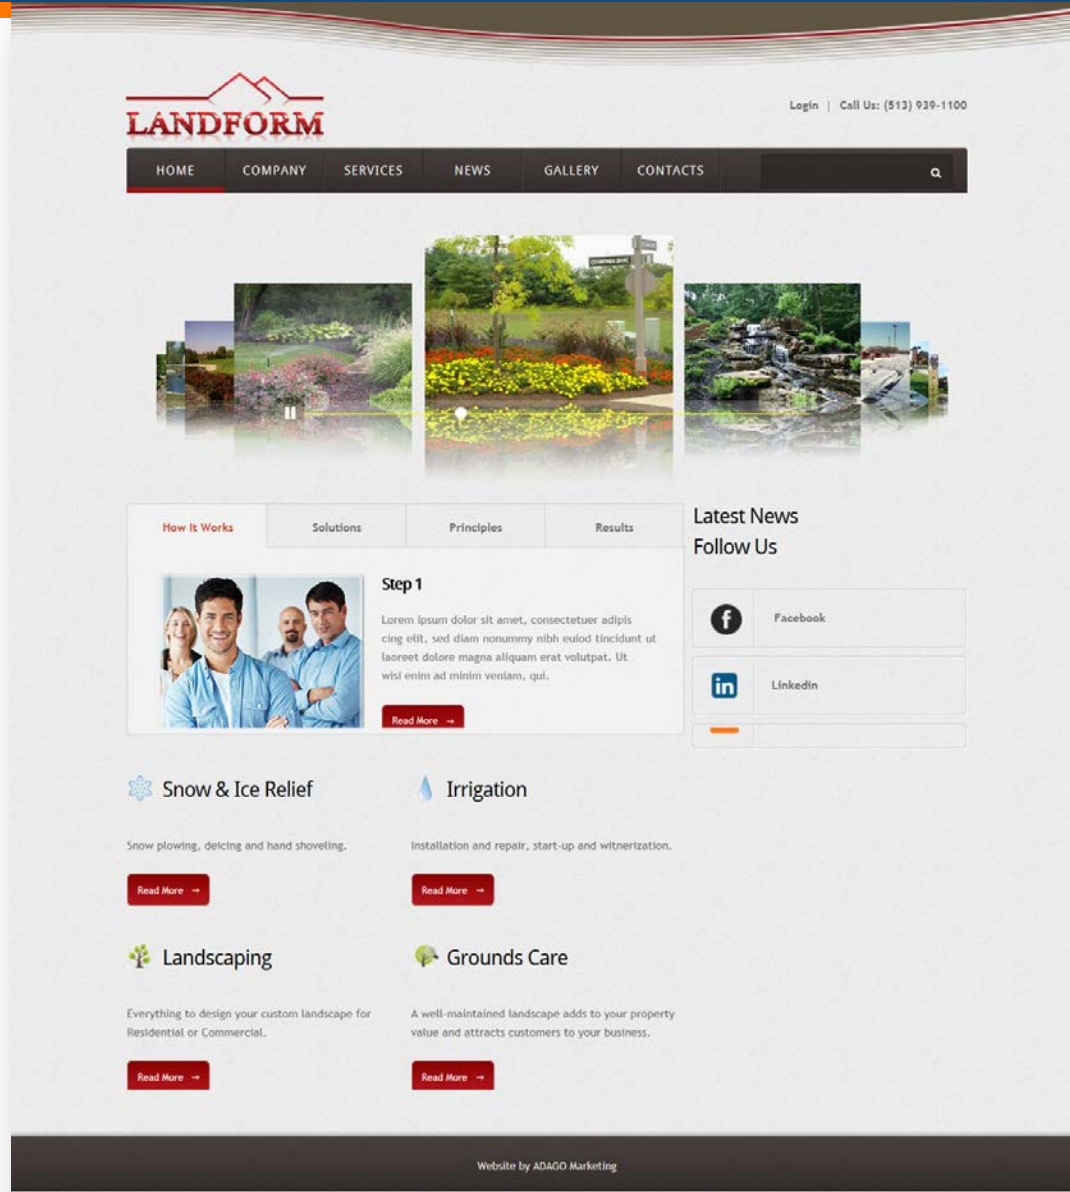 LANDFORM
Login | Call Us: (513) 939-1100
HOME COMPANY SERVICES NEWS GALLERY CONTACTS
How It Works Solutions Principles Results
Step 1
Lorem ipsum dolor sit amet, consectetuer adipis
cing elit, sed diam nonummy nibh euiod tincidunt ut
laoreet dolore magna aliquam erat volutpat. Ut
wisi enim ad minim veniam, qui.
Read More →
Latest News
Follow Us
Facebook
Linkedin
Snow & Ice Relief
Snow plowing, deicing and hand shoveling.
Read More →
Irrigation
Installation and repair, start-up and witnerization.
Read More →
Landscaping
Everything to design your custom landscape for
Residential or Commercial.
Read More →
Grounds Care
A well-maintained landscape adds to your property
value and attracts customers to your business.
Read More →
Website by ADAGO Marketing